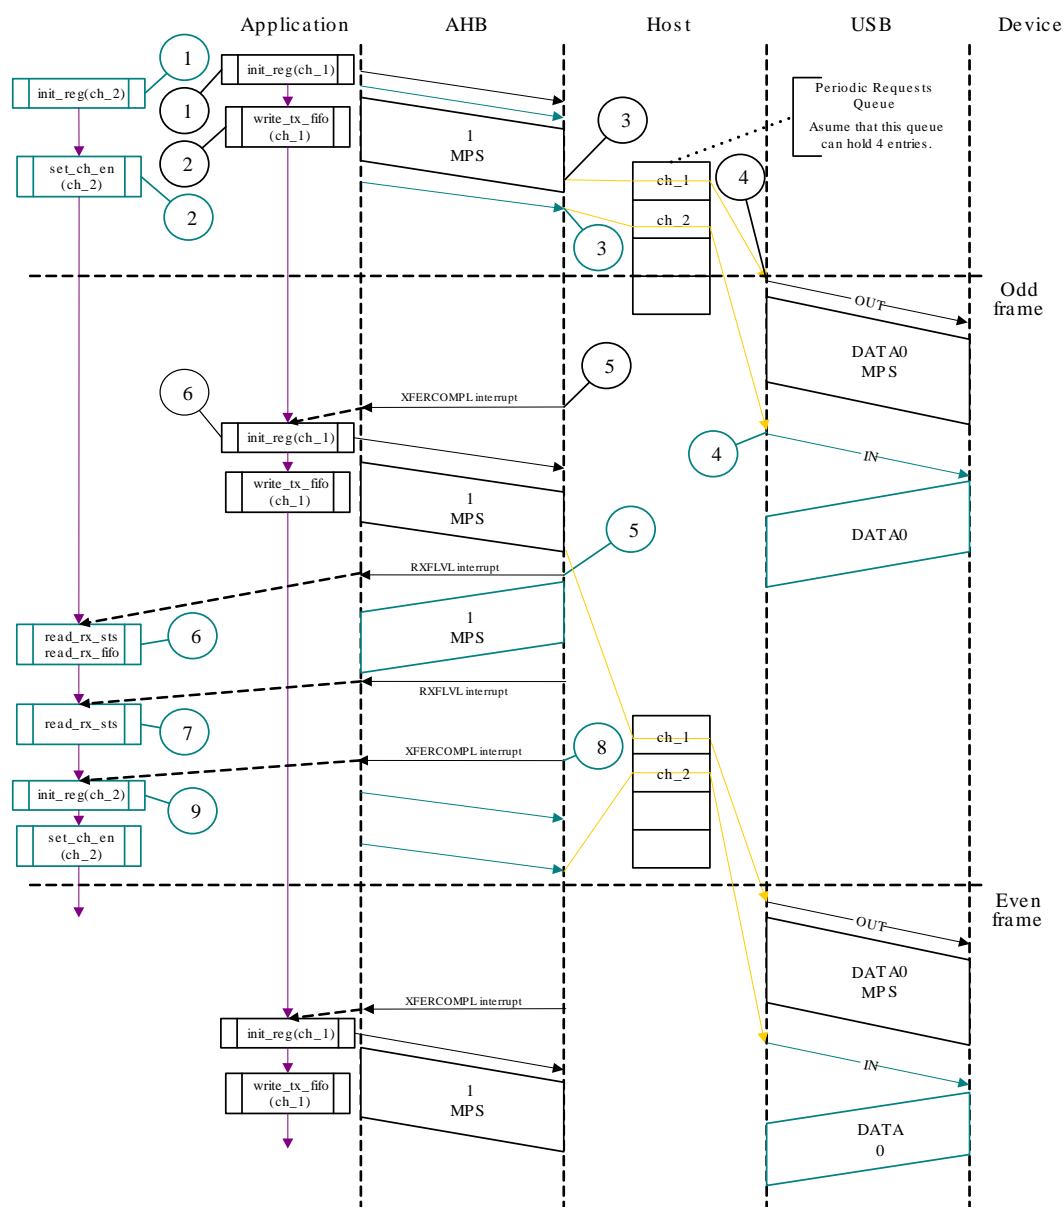 Application
AHB
Host
USB
Device
1
init_reg(ch_1)
init_reg(ch_2)
1
Periodic Requests
Queue
Asume that this queue
can hold 4 entries.
write_tx_fifo
(ch_1)
1
MPS
3
2
set_ch_en
(ch_2)
ch_1
4
2
ch_2
3
Odd
frame
OUT
DATA0
MPS
5
6
XFERCOMPL interrupt
init_reg(ch_1)
4
IN
write_tx_fifo
(ch_1)
1
MPS
5
DATA0
RXFLVL interrupt
read_rx_sts
read_rx_fifo
6
1
MPS
RXFLVL interrupt
read_rx_sts
7
ch_1
8
XFERCOMPL interrupt
ch_2
init_reg(ch_2)
9
set_ch_en
(ch_2)
Even
frame
OUT
DATA0
MPS
XFERCOMPL interrupt
init_reg(ch_1)
IN
write_tx_fifo
(ch_1)
1
MPS
DATA
0